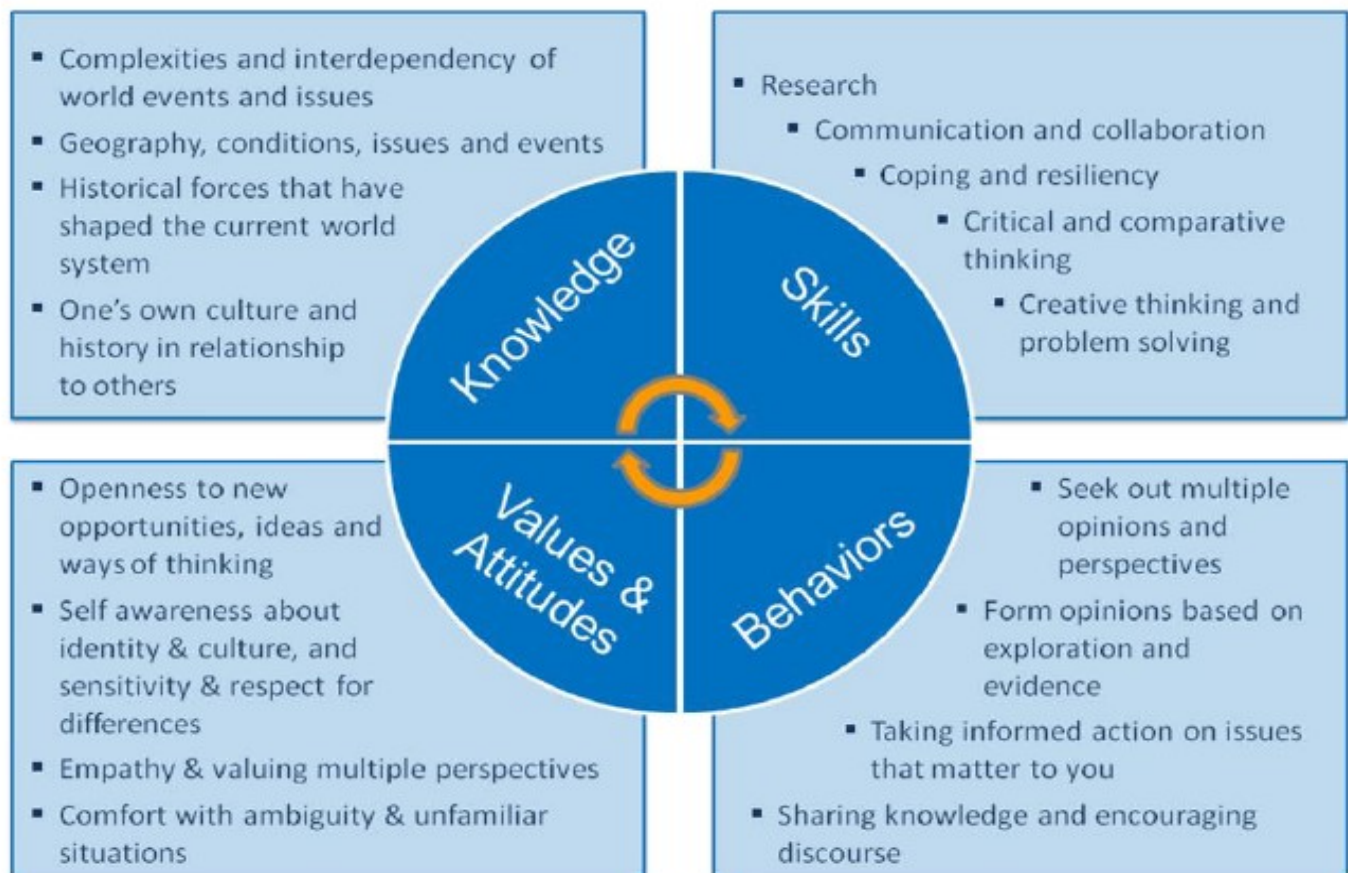 ▪ Complexities and interdependency of
world events and issues
▪ Geography, conditions, issues and events
▪ Historical forces that have
shaped the current world
system
▪ One's own culture and
history in relationship
to others
▪ Research
▪ Communication and collaboration
▪ Coping and resiliency
▪ Critical and comparative
thinking
▪ Creative thinking and
problem solving
Knowledge
Skills
Values &
Attitudes
Behaviors
▪ Openness to new
opportunities, ideas and
ways of thinking
▪ Self awareness about
identity & culture, and
sensitivity & respect for
differences
▪ Empathy & valuing multiple perspectives
▪ Comfort with ambiguity & unfamiliar
situations
▪ Seek out multiple
opinions and
perspectives
▪ Form opinions based on
exploration and
evidence
▪ Taking informed action on issues
that matter to you
▪ Sharing knowledge and encouraging
discourse